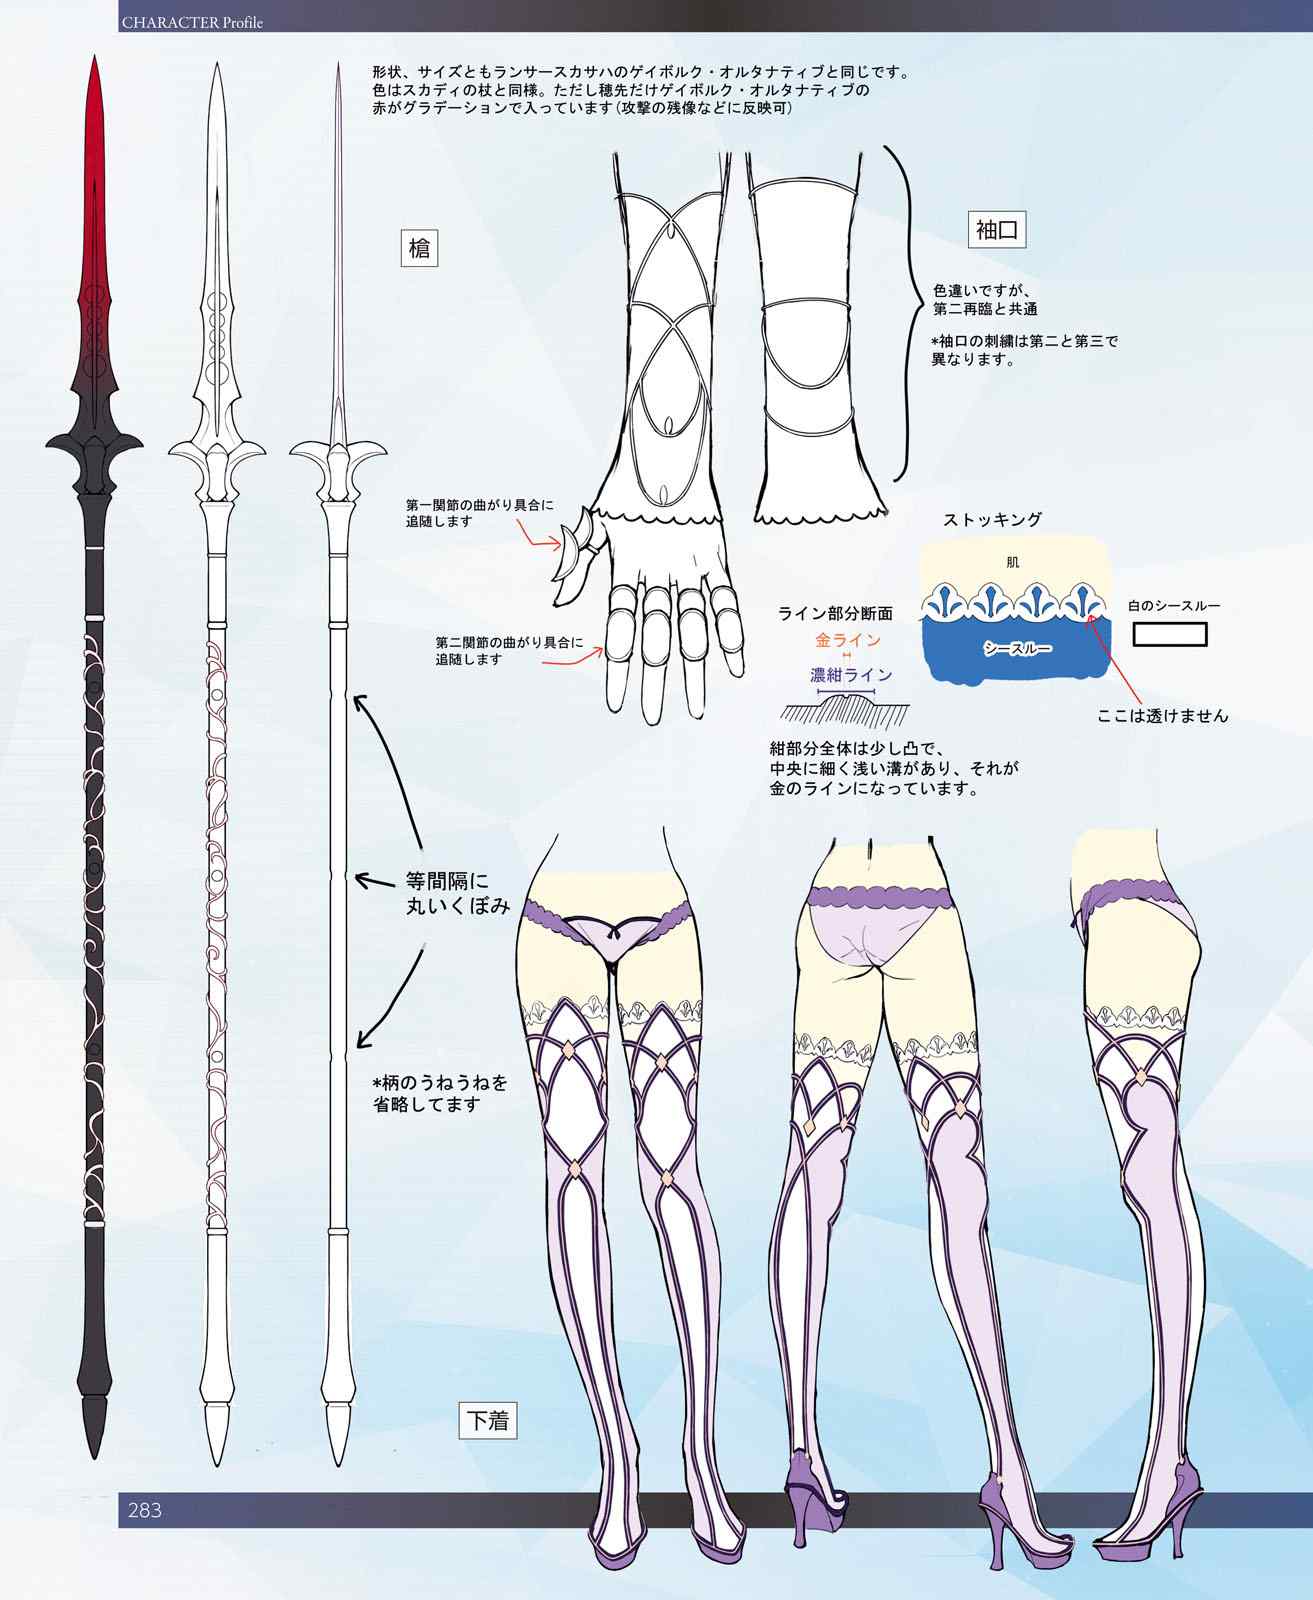 CHARACTER Profile
形状、サイズともランサースカサハのゲイボルク・オルタナティブと同じです。
色はスカディの杖と同様。ただし穂先だけゲイボルク・オルタナティブの
赤がグラデーションで入っています(攻撃の残像などに反映可)
槍
袖口
色違いですが、
第二再臨と共通
*袖口の刺繍は第二と第三で
異なります。
第一関節の曲がり具合に
追随します
第二関節の曲がり具合に
追随します
ストッキング
肌
シースルー
白のシースルー
ここは透けません
ライン部分断面
金ライン
濃紺ライン
紺部分全体は少し凸で、
中央に細く浅い溝があり、それが
金のラインになっています。
等間隔に
丸いくぼみ
*柄のうねうねを
省略してます
下着
283